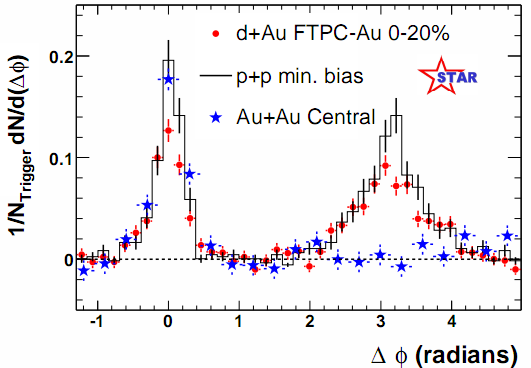 d+Au FTPC-Au 0-20%
p+p min. bias
STAR
Au+Au Central
1/N_Trigger dN/d(Δφ)
0.2
0.1
0
-1 0 1 2 3 4
Δ φ (radians)